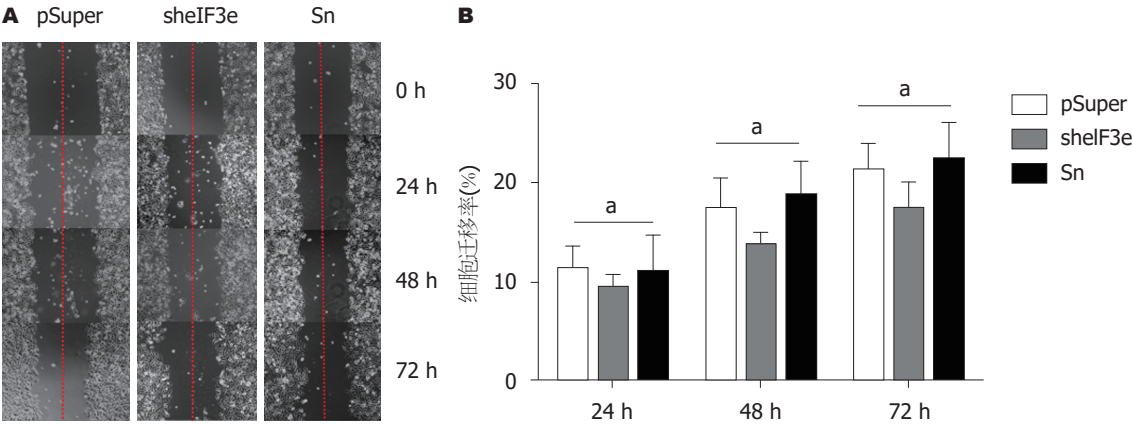 A pSuper sheIF3e Sn
0 h
24 h
48 h
72 h
B
细胞迁移率(%)
30
20
10
0
a
a
a
24 h 48 h 72 h
pSuper
sheIF3e
Sn